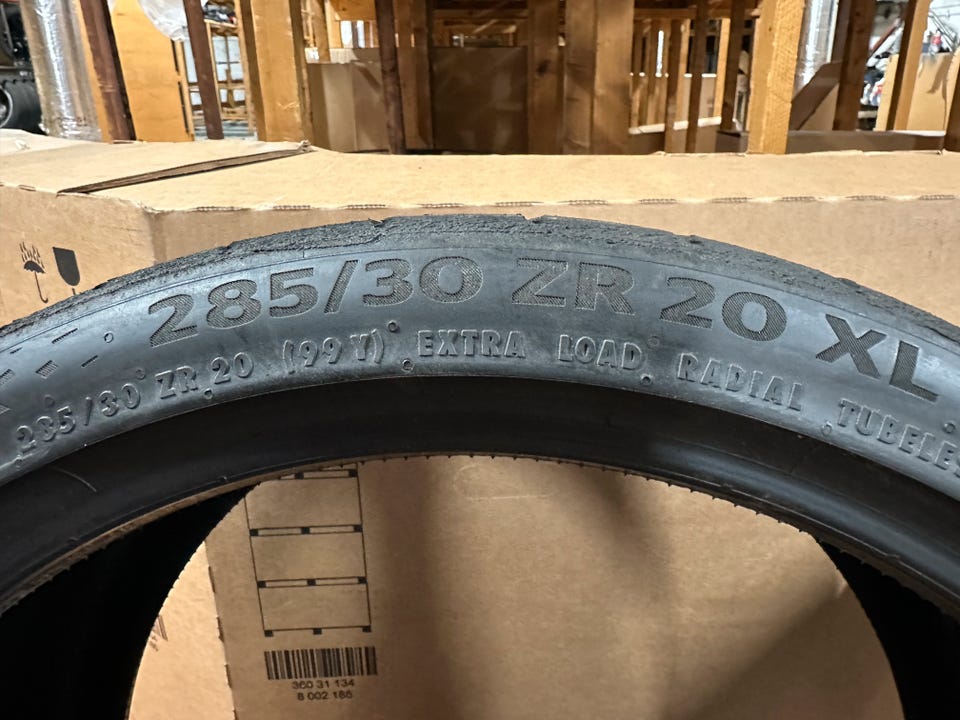 285/30 ZR 20 XL
285/30 ZR 20 (99Y) EXTRA LOAD RADIAL TUBELES
360 31 134
8 002 186